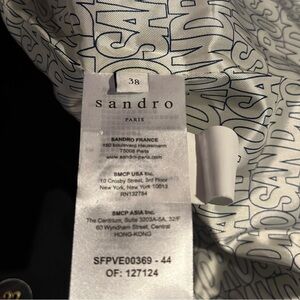 38
sandro
PARIS
SANDRO FRANCE
150 boulevard Haussmann
75008 Paris
www.sandro-paris.com
SMCP USA Inc.
10 Crosby Street, 3rd Floor
New York, New York 10013
RN132784
SMCP ASIA Inc.
The Centrium, Suite 3203A-5A, 32/F
60 Wyndham Street, Central
HONG-KONG
SFPVE00369 - 44
OF: 127124